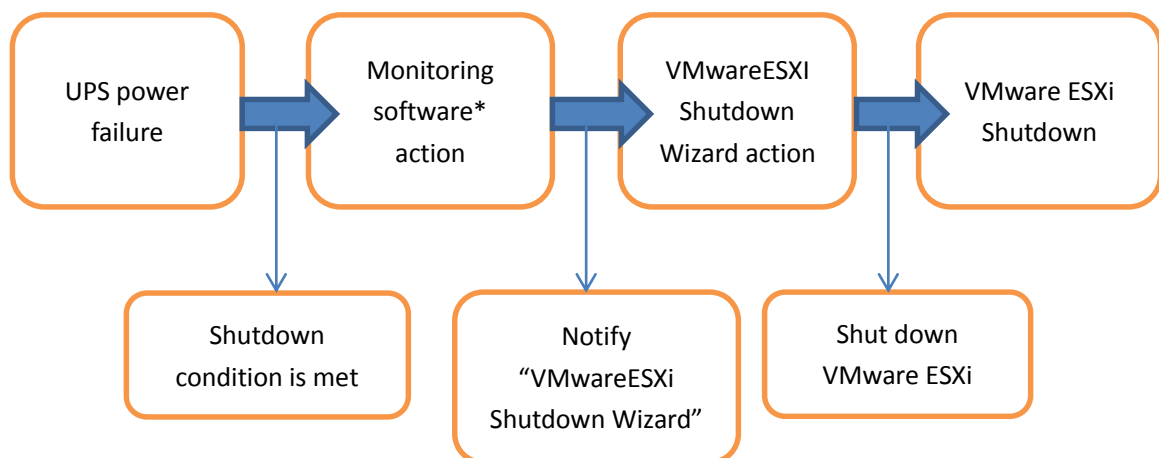 UPS power
failure
Monitoring
software*
action
VMwareESXI
Shutdown
Wizard action
VMware ESXi
Shutdown
Shutdown
condition is met
Notify
“VMwareESXi
Shutdown Wizard”
Shut down
VMware ESXi